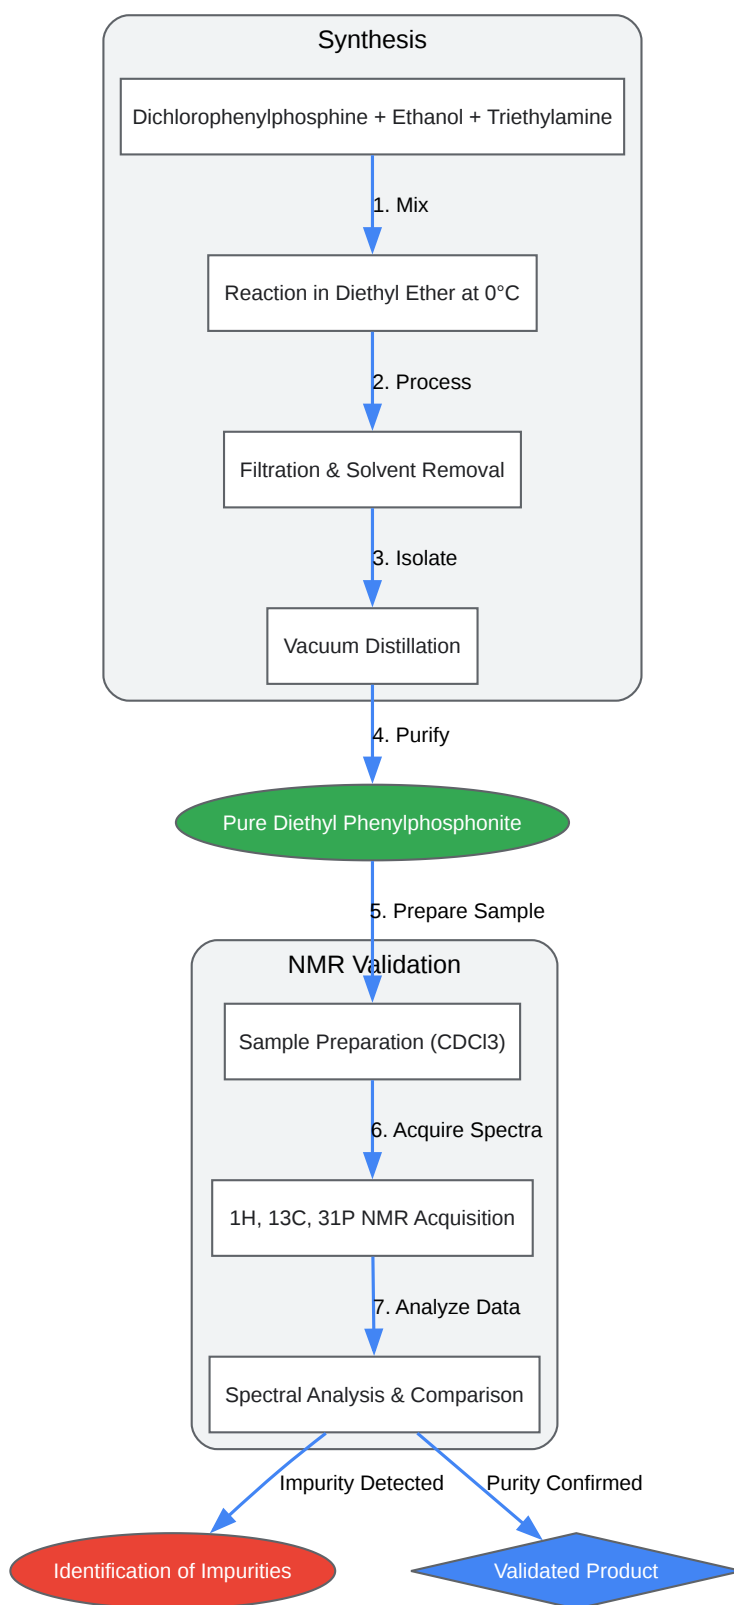 Synthesis
Dichlorophenylphosphine + Ethanol + Triethylamine
1. Mix
Reaction in Diethyl Ether at 0°C
2. Process
Filtration & Solvent Removal
3. Isolate
Vacuum Distillation
4. Purify
Pure Diethyl Phenylphosphonite
5. Prepare Sample
NMR Validation
Sample Preparation (CDCl3)
6. Acquire Spectra
1H, 13C, 31P NMR Acquisition
7. Analyze Data
Spectral Analysis & Comparison
Impurity Detected
Purity Confirmed
Identification of Impurities
Validated Product